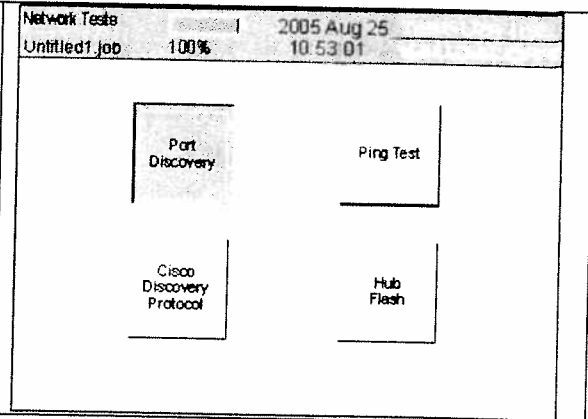 Network Tests
2005 Aug 25
Untitled1.job 100%
10:53:01
Port
Discovery
Ping Test
Cisco
Discovery
Protocol
Hub
Flash